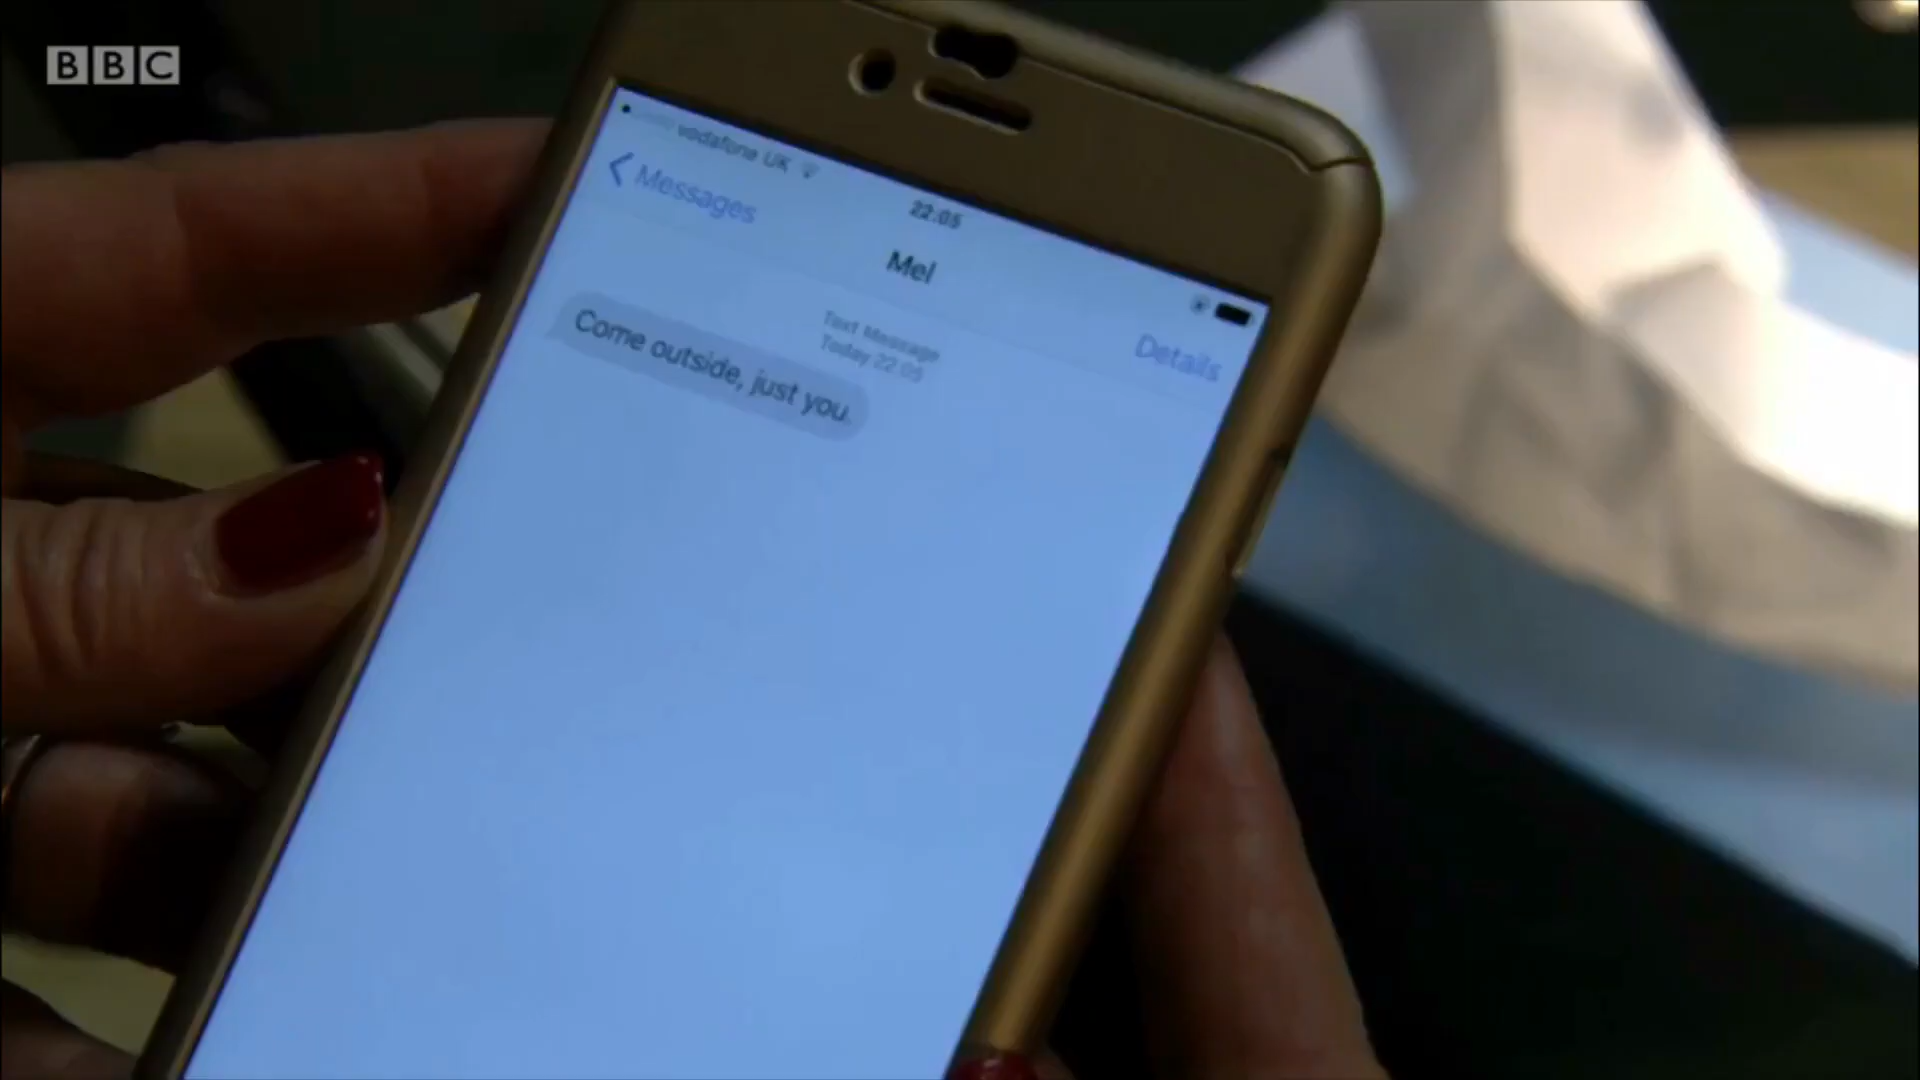 BBC
vodafone UK
22:05
Messages
Mel
Details
Text Message
Today 22:05
Come outside, just you.